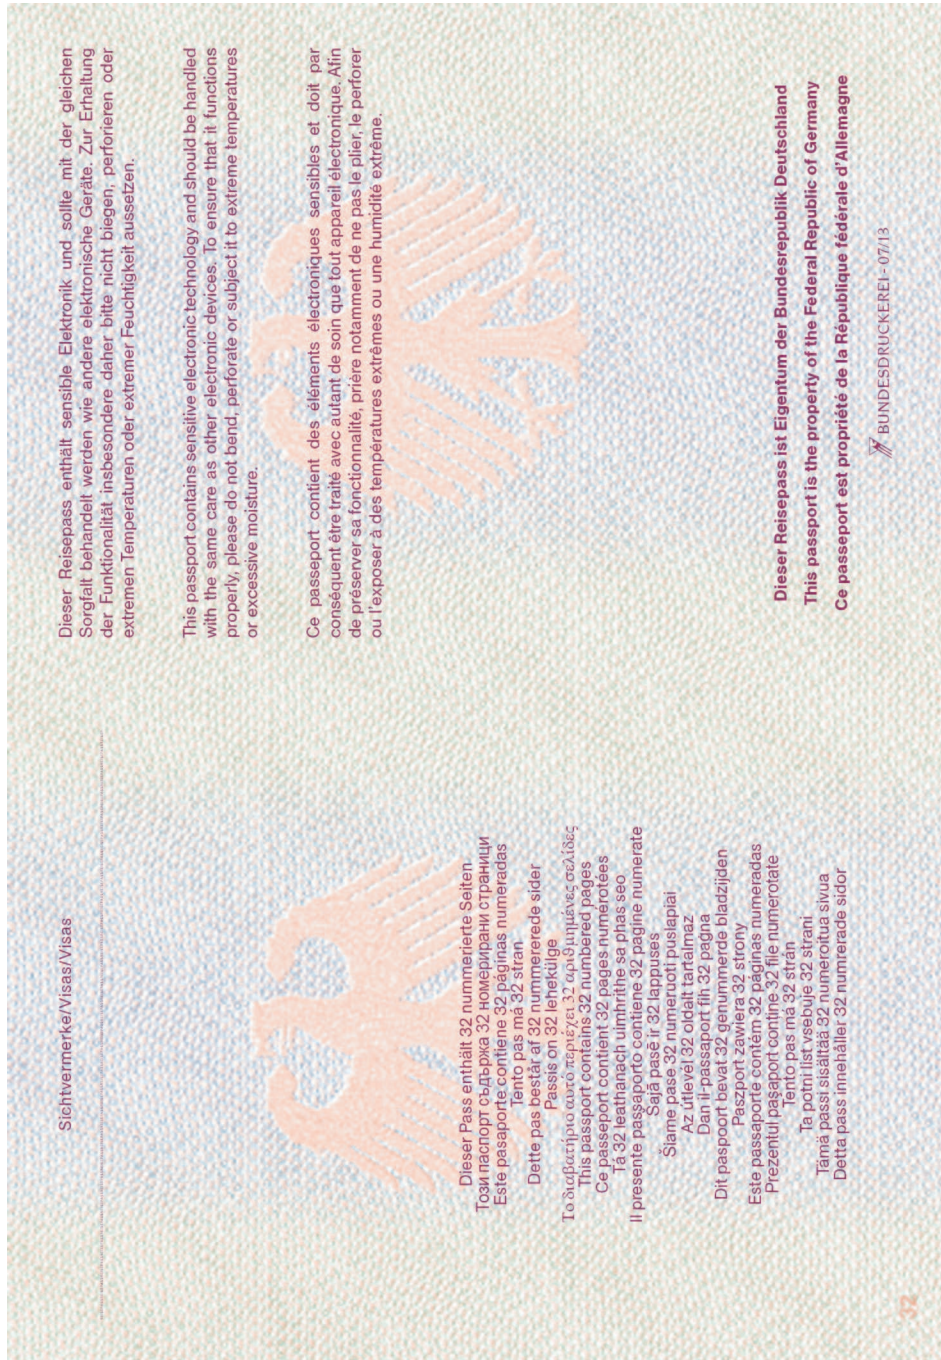 Sichtvermerke/Visas/Visas
Dieser Pass enthält 32 nummerierte Seiten
Този паспорт съдържа 32 номерирани страници
Este pasaporte contiene 32 páginas numeradas
Tento pas má 32 stran
Dette pas består af 32 nummererede sider
Passis on 32 lehekülge
Το διαβατήριο αυτό περιέχει 32 αριθμημένες σελίδες
This passport contains 32 numbered pages
Ce passeport contient 32 pages numerotées
Tá 32 leathanach uimhrithe sa phas seo
Il presente passaporto contiene 32 pagine numerate
Šajā pasē ir 32 lappuses
Šiame pase 32 numeruoti puslapiai
Az útlevél 32 oldalt tartalmaz
Dan il-passaport fih 32 paġna
Dit paspoort bevat 32 genummerde bladzijden
Paszport zawiera 32 strony
Este passaporte contém 32 páginas numeradas
Prezentul paşaport conţine 32 file numerotate
Tento pas má 32 strán
Ta potni list vsebuje 32 strani
Tämä passi sisältää 32 numeroitua sivua
Detta pass innehåller 32 numrerade sidor
32
Dieser Reisepass enthält sensible Elektronik und sollte mit der gleichen
Sorgfalt behandelt werden wie andere elektronische Geräte. Zur Erhaltung
der Funktionalität insbesondere daher bitte nicht biegen, perforieren oder
extremen Temperaturen oder extremer Feuchtigkeit aussetzen.
This passport contains sensitive electronic technology and should be handled
with the same care as other electronic devices. To ensure that it functions
properly, please do not bend, perforate or subject it to extreme temperatures
or excessive moisture.
Ce passeport contient des éléments électroniques sensibles et doit par
conséquent être traité avec autant de soin que tout appareil électronique. Afin
de préserver sa fonctionnalité, prière notamment de ne pas le plier, le perforer
ou l'exposer à des températures extrêmes ou une humidité extrême.
Dieser Reisepass ist Eigentum der Bundesrepublik Deutschland
This passport is the property of the Federal Republic of Germany
Ce passeport est propriété de la République fédérale d'Allemagne
BUNDESDRUCKEREI - 07/13